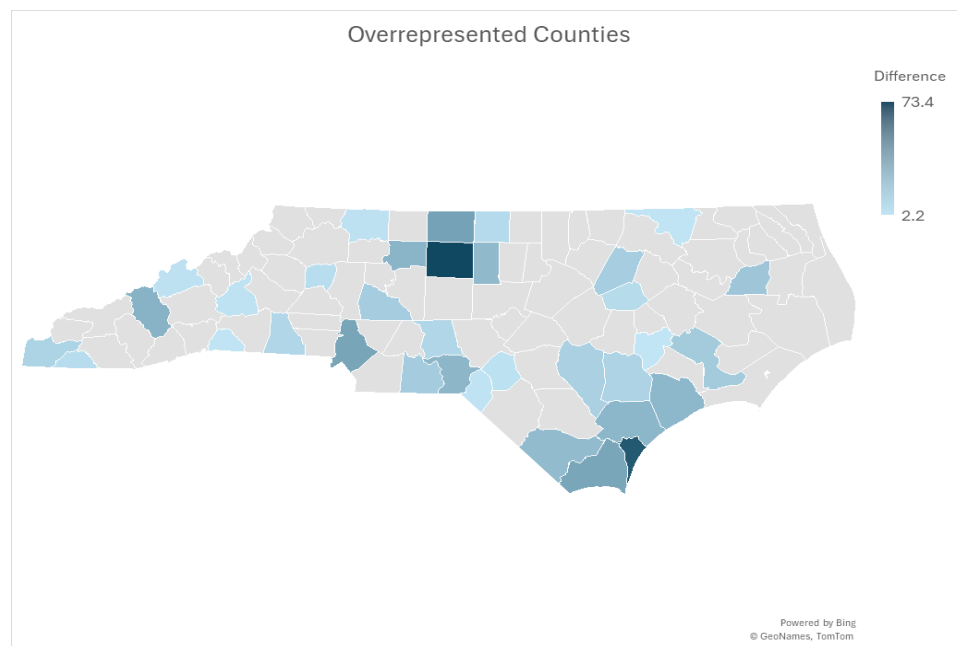 Overrepresented Counties
Difference
73.4
2.2
Powered by Bing
© GeoNames, TomTom